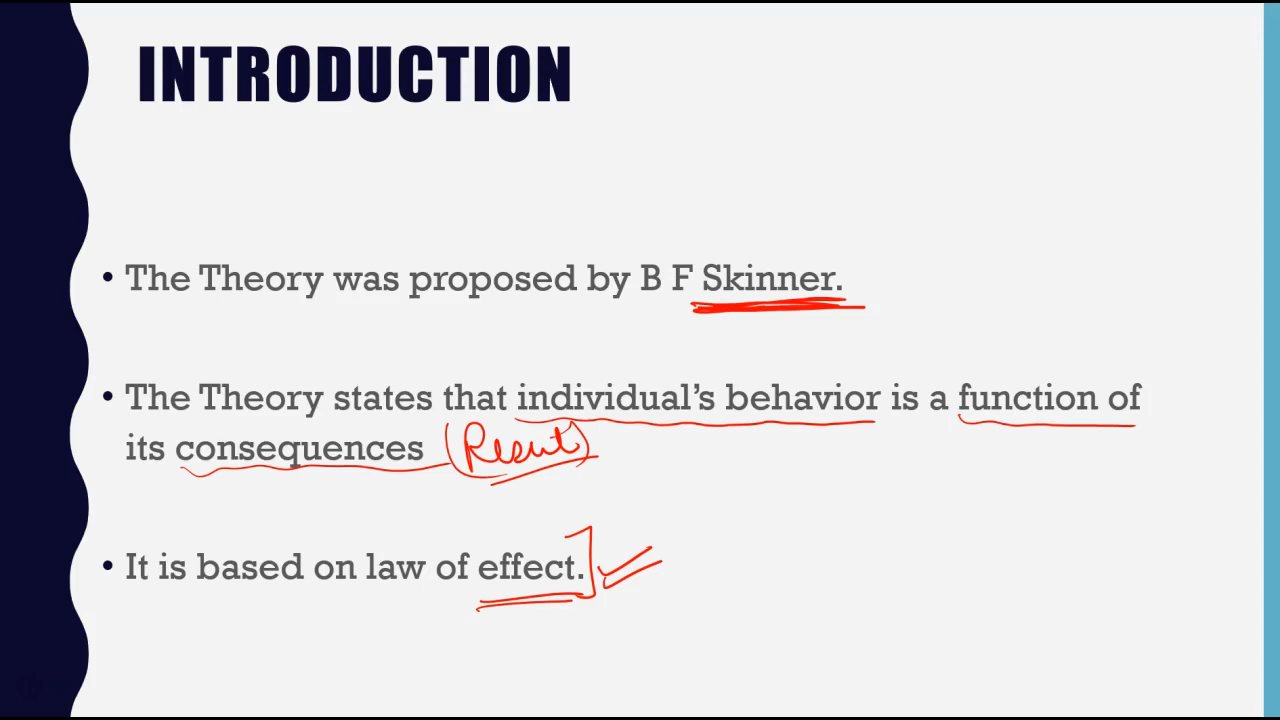 INTRODUCTION
• The Theory was proposed by B F Skinner.
• The Theory states that individual's behavior is a function of
its consequences (Result)
• It is based on law of effect.